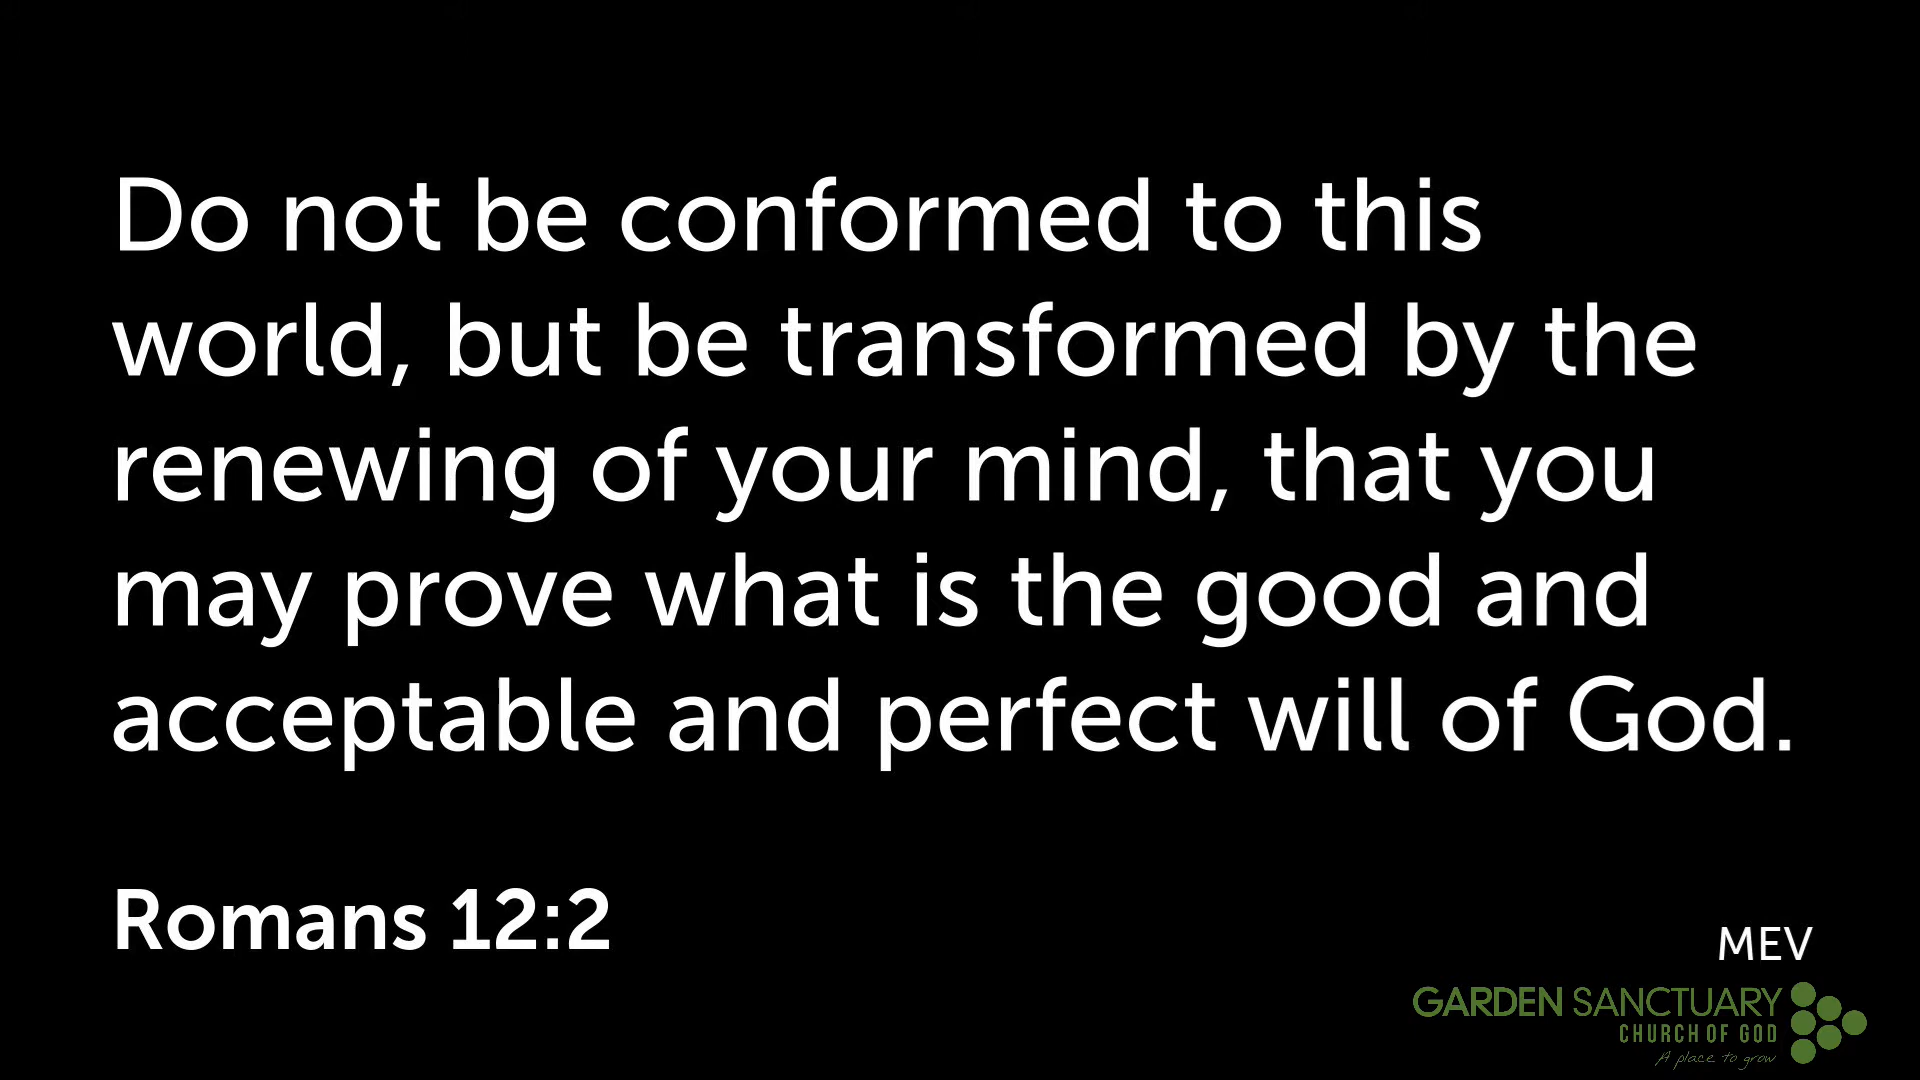 Do not be conformed to this
world, but be transformed by the
renewing of your mind, that you
may prove what is the good and
acceptable and perfect will of God.
Romans 12:2
MEV
GARDEN SANCTUARY
CHURCH OF GOD
A place to grow